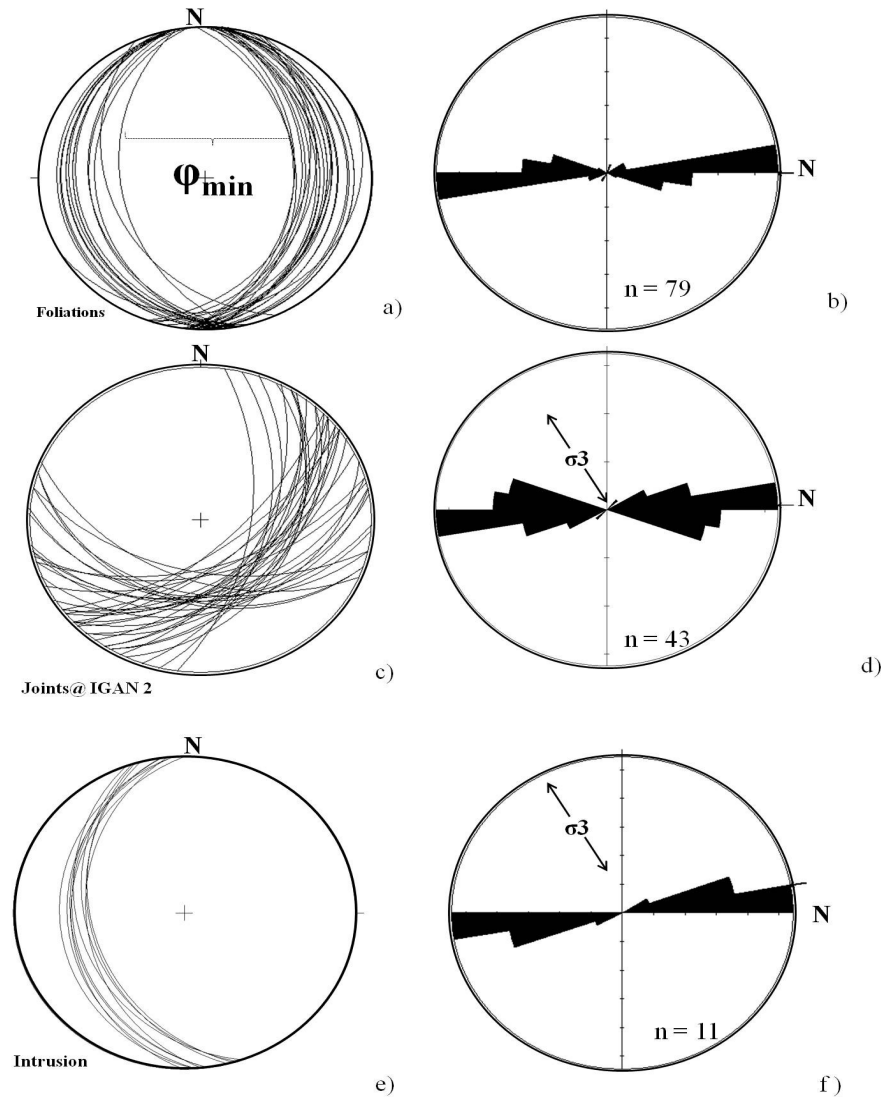 N
φmin
Foliations
a)
N
n = 79
b)
N
Joints@ IGAN 2
c)
σ3
N
n = 43
d)
N
Intrusion
e)
σ3
N
n = 11
f)